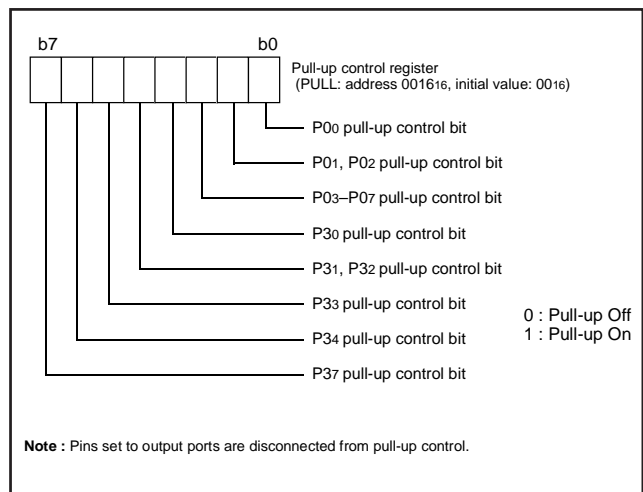 b7 b0
Pull-up control register
(PULL: address 001616, initial value: 0016)
P00 pull-up control bit
P01, P02 pull-up control bit
P03–P07 pull-up control bit
P30 pull-up control bit
P31, P32 pull-up control bit
P33 pull-up control bit
P34 pull-up control bit
P37 pull-up control bit
0 : Pull-up Off
1 : Pull-up On
Note : Pins set to output ports are disconnected from pull-up control.